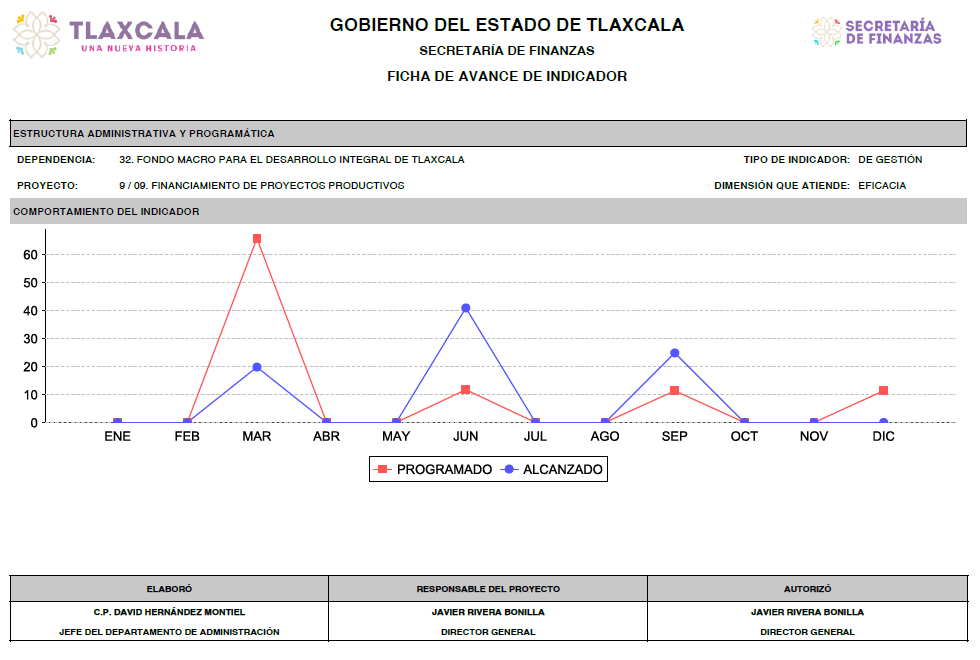 TLAXCALA
UNA NUEVA HISTORIA
GOBIERNO DEL ESTADO DE TLAXCALA
SECRETARÍA DE FINANZAS
FICHA DE AVANCE DE INDICADOR
SECRETARÍA
DE FINANZAS
ESTRUCTURA ADMINISTRATIVA Y PROGRAMÁTICA
DEPENDENCIA: 32. FONDO MACRO PARA EL DESARROLLO INTEGRAL DE TLAXCALA TIPO DE INDICADOR: DE GESTIÓN
PROYECTO: 9 / 09. FINANCIAMIENTO DE PROYECTOS PRODUCTIVOS DIMENSIÓN QUE ATIENDE: EFICACIA
COMPORTAMIENTO DEL INDICADOR
60
50
40
30
20
10
0
ENE FEB MAR ABR MAY JUN JUL AGO SEP OCT NOV DIC
PROGRAMADO ALCANZADO
ELABORÓ RESPONSABLE DEL PROYECTO AUTORIZÓ
C.P. DAVID HERNÁNDEZ MONTIEL JAVIER RIVERA BONILLA JAVIER RIVERA BONILLA
JEFE DEL DEPARTAMENTO DE ADMINISTRACIÓN DIRECTOR GENERAL DIRECTOR GENERAL